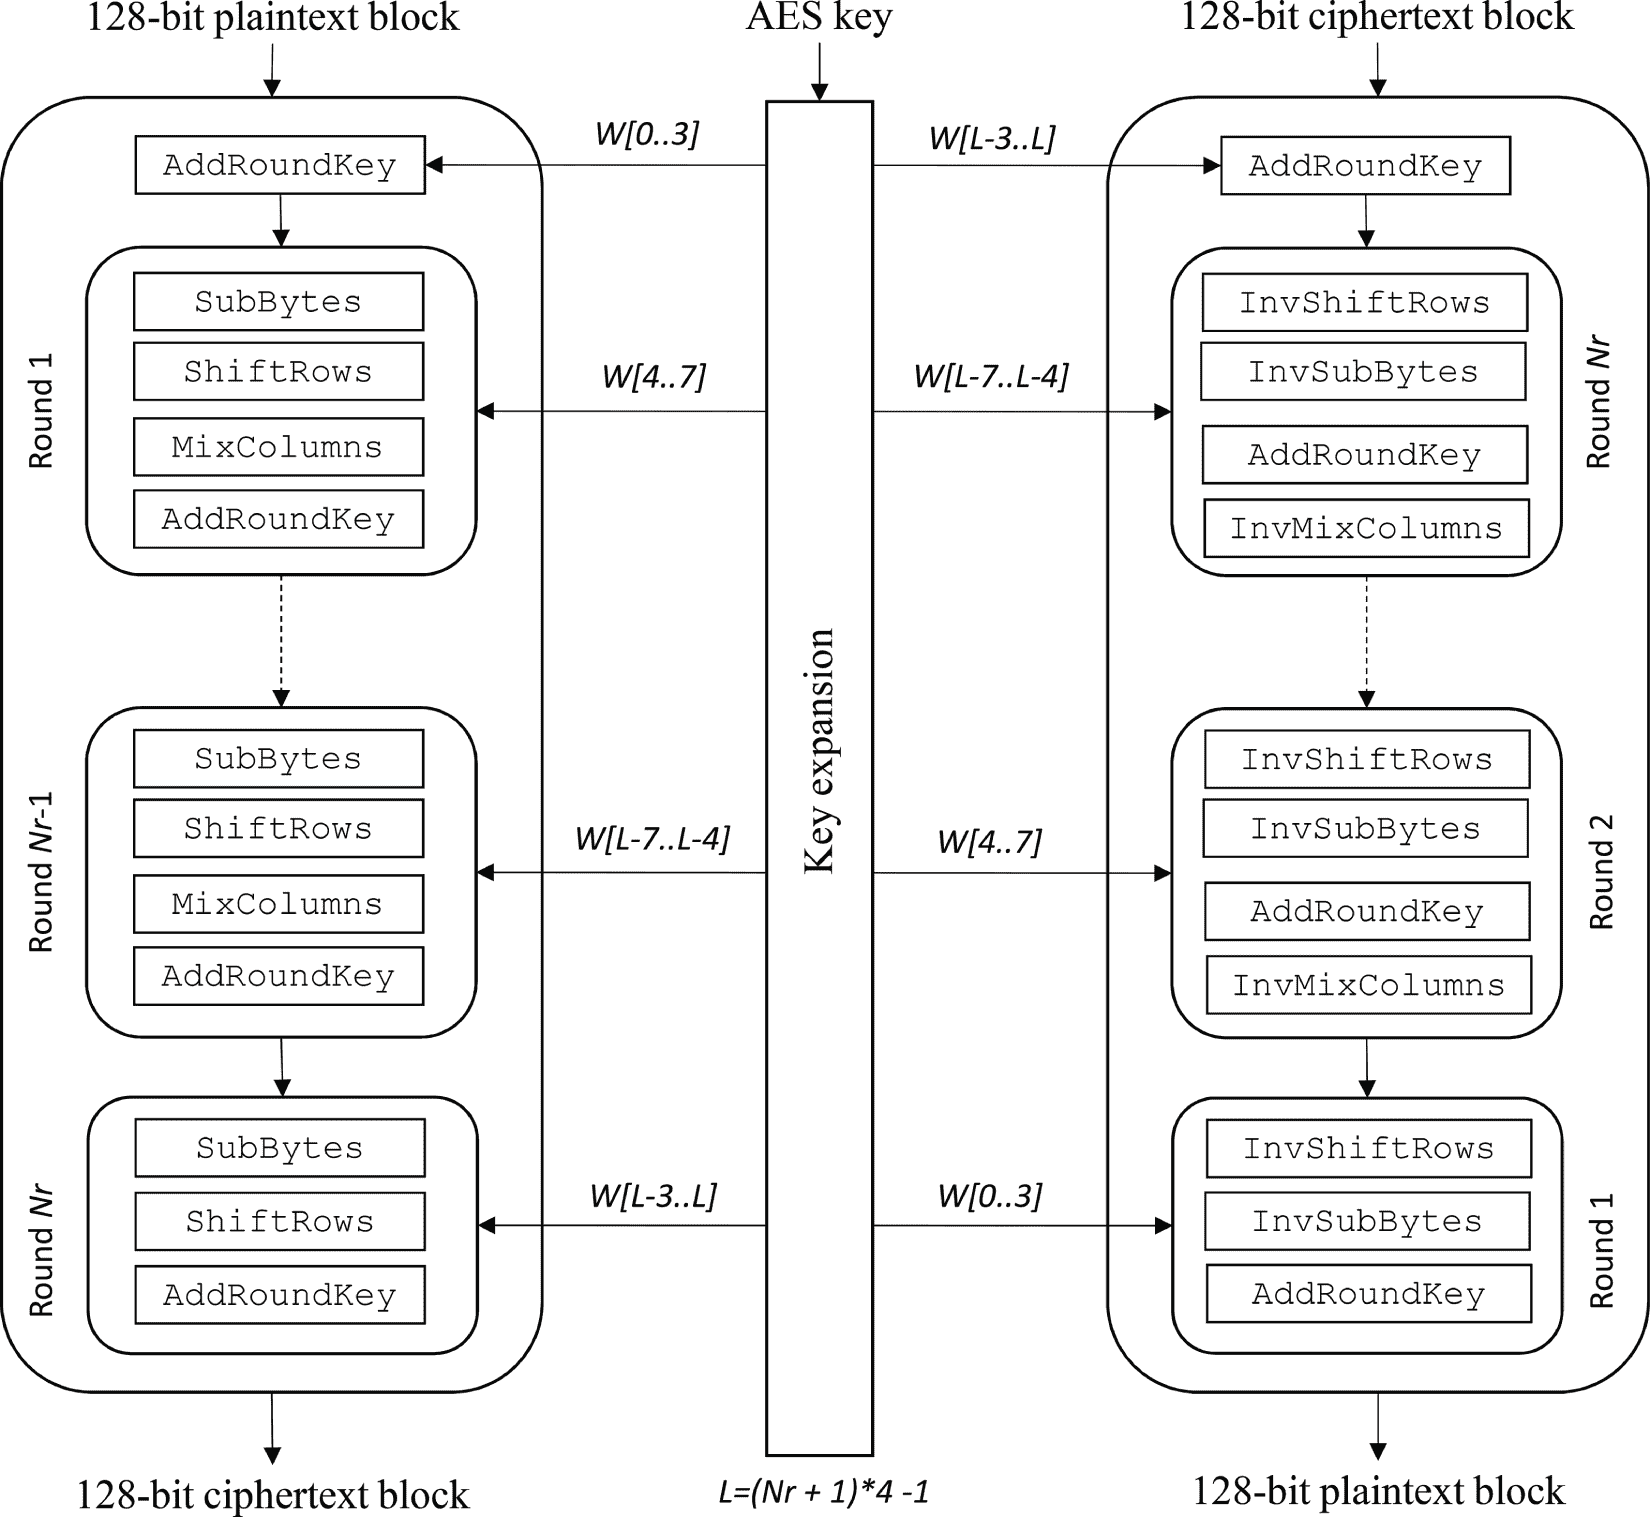 128-bit plaintext block
AES key
128-bit ciphertext block
W[0..3]
W[L-3..L]
AddRoundKey
AddRoundKey
Round 1
SubBytes
ShiftRows
MixColumns
AddRoundKey
W[4..7]
W[L-7..L-4]
InvShiftRows
InvSubBytes
AddRoundKey
InvMixColumns
Round Nr
Key expansion
Round Nr-1
SubBytes
ShiftRows
MixColumns
AddRoundKey
W[L-7..L-4]
W[4..7]
InvShiftRows
InvSubBytes
AddRoundKey
InvMixColumns
Round 2
Round Nr
SubBytes
ShiftRows
AddRoundKey
W[L-3..L]
W[0..3]
InvShiftRows
InvSubBytes
AddRoundKey
Round 1
128-bit ciphertext block
L=(Nr + 1)*4 -1
128-bit plaintext block